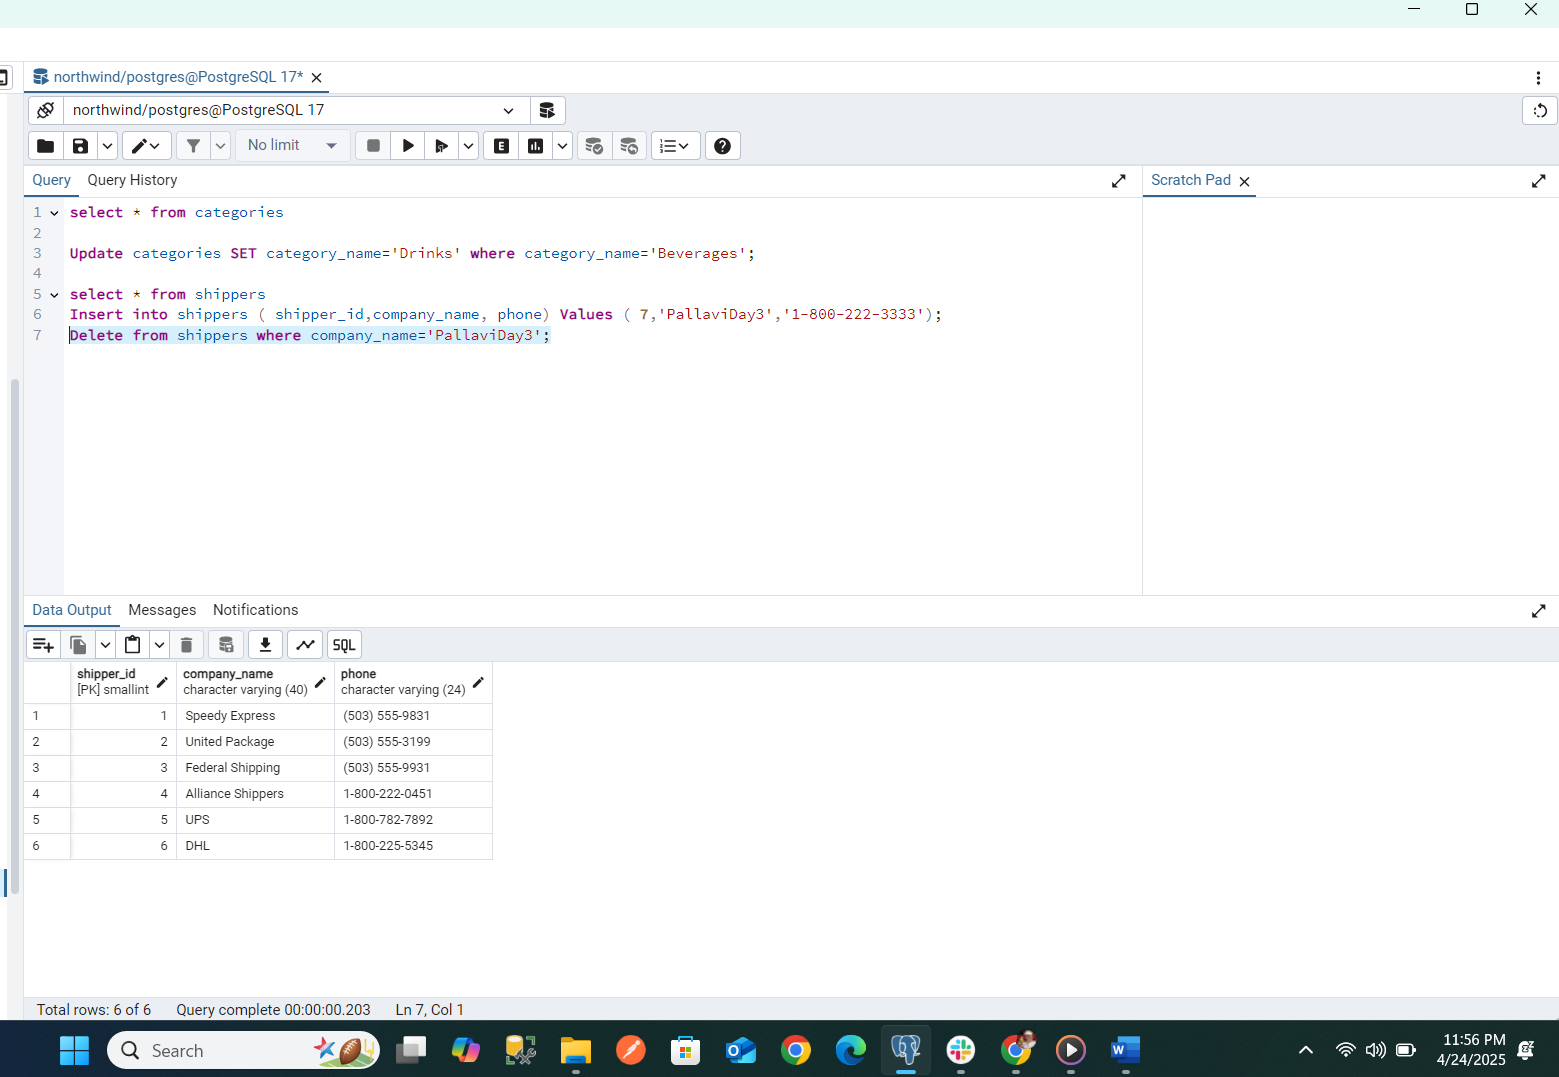 northwind/postgres@PostgreSQL 17*
northwind/postgres@PostgreSQL 17
No limit
E
Query Query History
Scratch Pad
1 select * from categories
2
3 Update categories SET category_name='Drinks' where category_name='Beverages';
4
5 select * from shippers
6 Insert into shippers ( shipper_id,company_name, phone) Values ( 7,'PallaviDay3','1-800-222-3333');
7 Delete from shippers where company_name='PallaviDay3';
Data Output Messages Notifications
SQL
shipper_id company_name phone
[PK] smallint character varying (40) character varying (24)
1 1 Speedy Express (503) 555-9831
2 2 United Package (503) 555-3199
3 3 Federal Shipping (503) 555-9931
4 4 Alliance Shippers 1-800-222-0451
5 5 UPS 1-800-782-7892
6 6 DHL 1-800-225-5345
Total rows: 6 of 6 Query complete 00:00:00.203 Ln 7, Col 1
Search
11:56 PM
4/24/2025